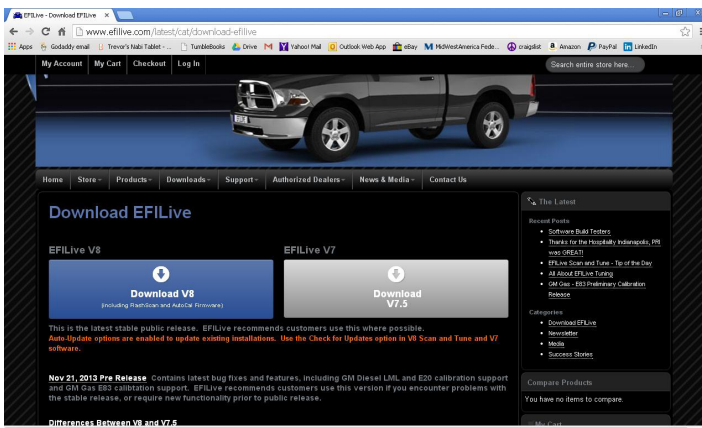 EFILive - Download EFILive
www.efilive.com/latest/cat/download-efilive
Apps Godaddy email Trevor's Nabi Tablet - ... TumbleBooks Drive Yahoo! Mail Outlook Web App eBay MidWestAmerica Fede... craigslist Amazon PayPal LinkedIn
My Account My Cart Checkout Log In Search entire store here...
Home Store Products Downloads Support Authorized Dealers News & Media Contact Us
Download EFILive
EFILive V8 EFILive V7
Download V8
(including FlashScan and AutoCal Firmware)
Download
V7.5
This is the latest stable public release. EFILive recommends customers use this where possible.
Auto-Update options are enabled to update existing installations. Use the Check for Updates option in V8 Scan and Tune and V7
software.
Nov 21, 2013 Pre Release Contains latest bug fixes and features, including GM Diesel LML and E20 calibration support
and GM Gas E83 calibtation support. EFILive recommends customers use this version if you encounter problems with
the stable release, or require new functionality prior to public release.
Differences Between V8 and V7.5
The Latest
Recent Posts
Software Build Testers
Thanks for the Hospitality Indianapolis, PRI
was GREAT!
EFILive Scan and Tune - Tip of the Day
All About EFILive Tuning
GM Gas - E83 Preliminary Calibration
Release
Categories
Download EFILive
Newsletter
Media
Success Stories
Compare Products
You have no items to compare.
My Cart